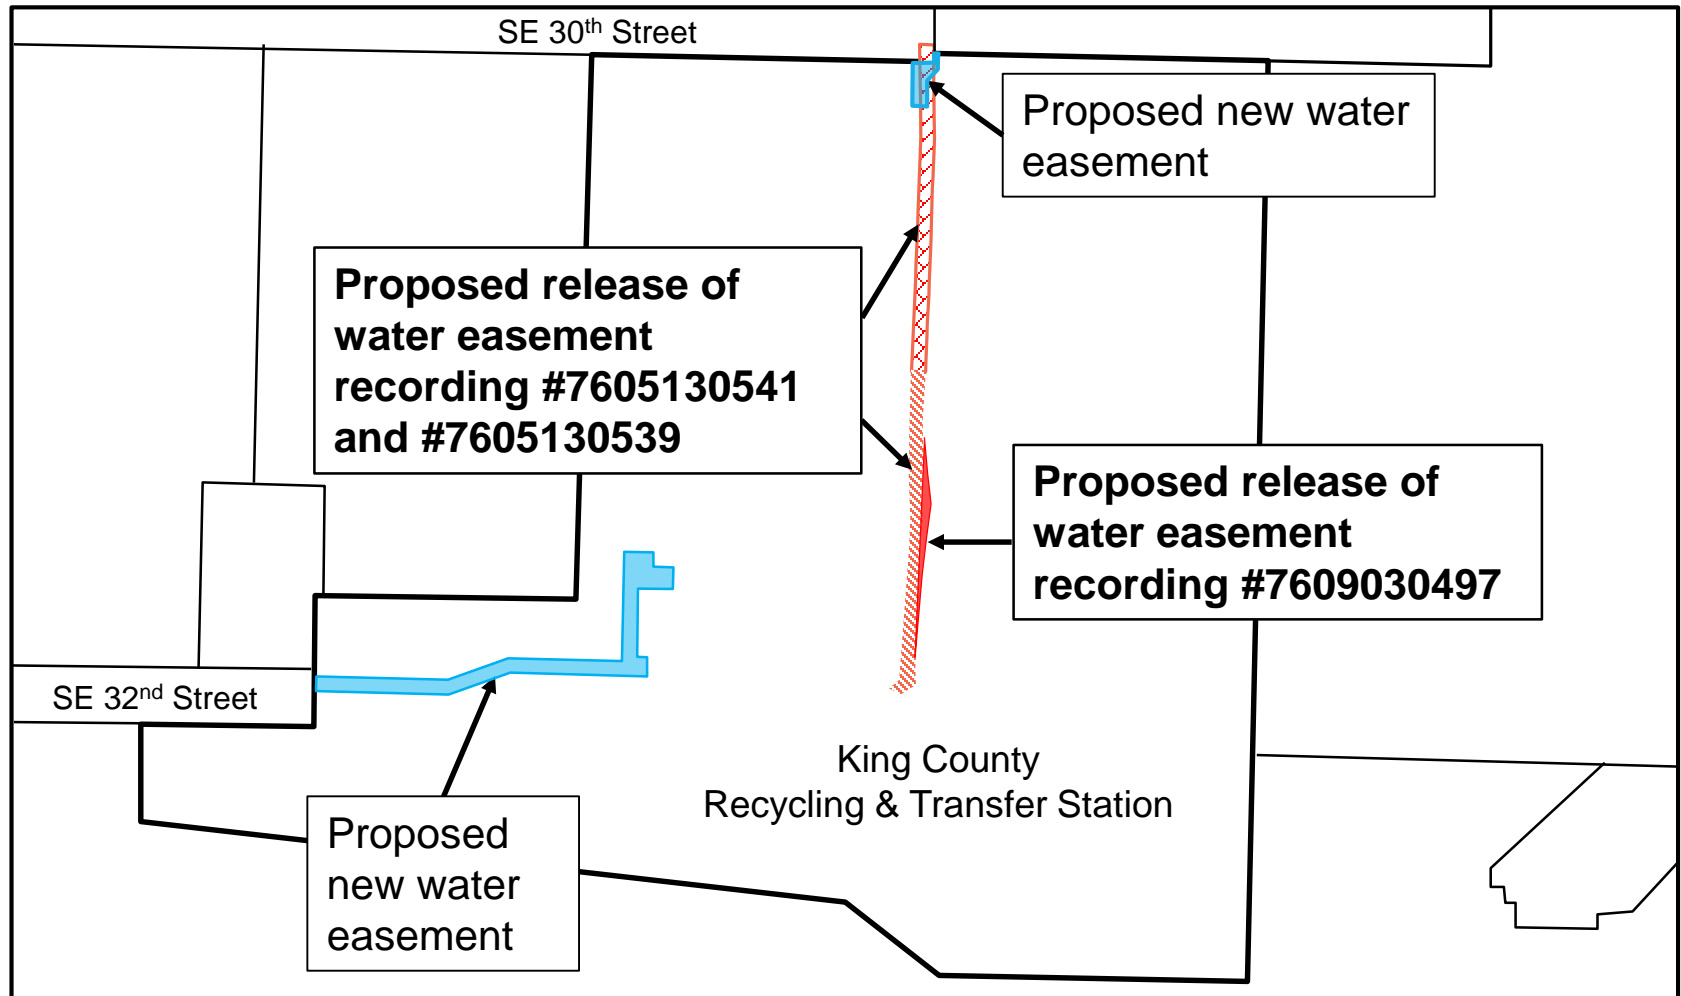 SE 30th Street
Proposed new water
easement
Proposed release of
water easement
recording #7605130541
and #7605130539
Proposed release of
water easement
recording #7609030497
SE 32nd Street
King County
Recycling & Transfer Station
Proposed
new water
easement